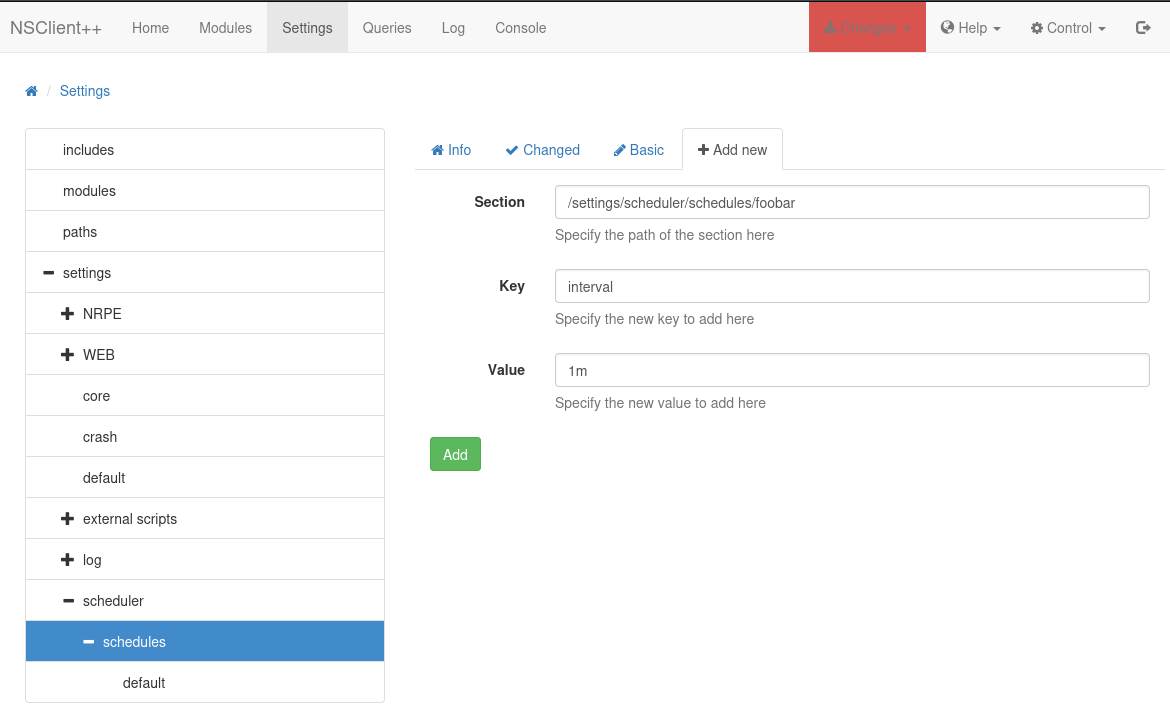 NSClient++ Home Modules Settings Queries Log Console Changes Help Control
/ Settings
includes
modules
paths
settings
NRPE
WEB
core
crash
default
external scripts
log
scheduler
schedules
default
Info Changed Basic Add new
Section /settings/scheduler/schedules/foobar
Specify the path of the section here
Key interval
Specify the new key to add here
Value 1m
Specify the new value to add here
Add